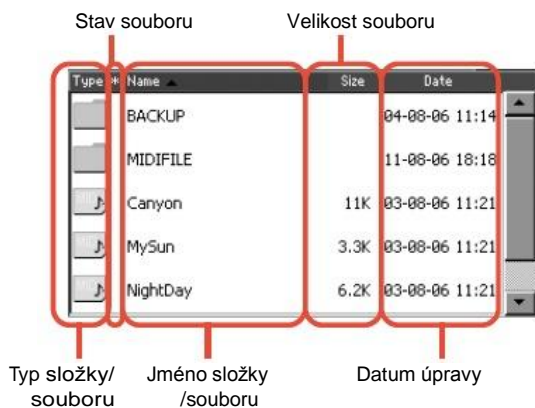 Stav souboru Velikost souboru
Type * Name Size Date
BACKUP 04-08-06 11:14
MIDIFILE 11-08-06 18:18
Canyon 11K 03-08-06 11:21
MySun 3.3K 03-08-06 11:21
NightDay 6.2K 03-08-06 11:21
Typ složky/ Jméno složky Datum úpravy
souboru /souboru